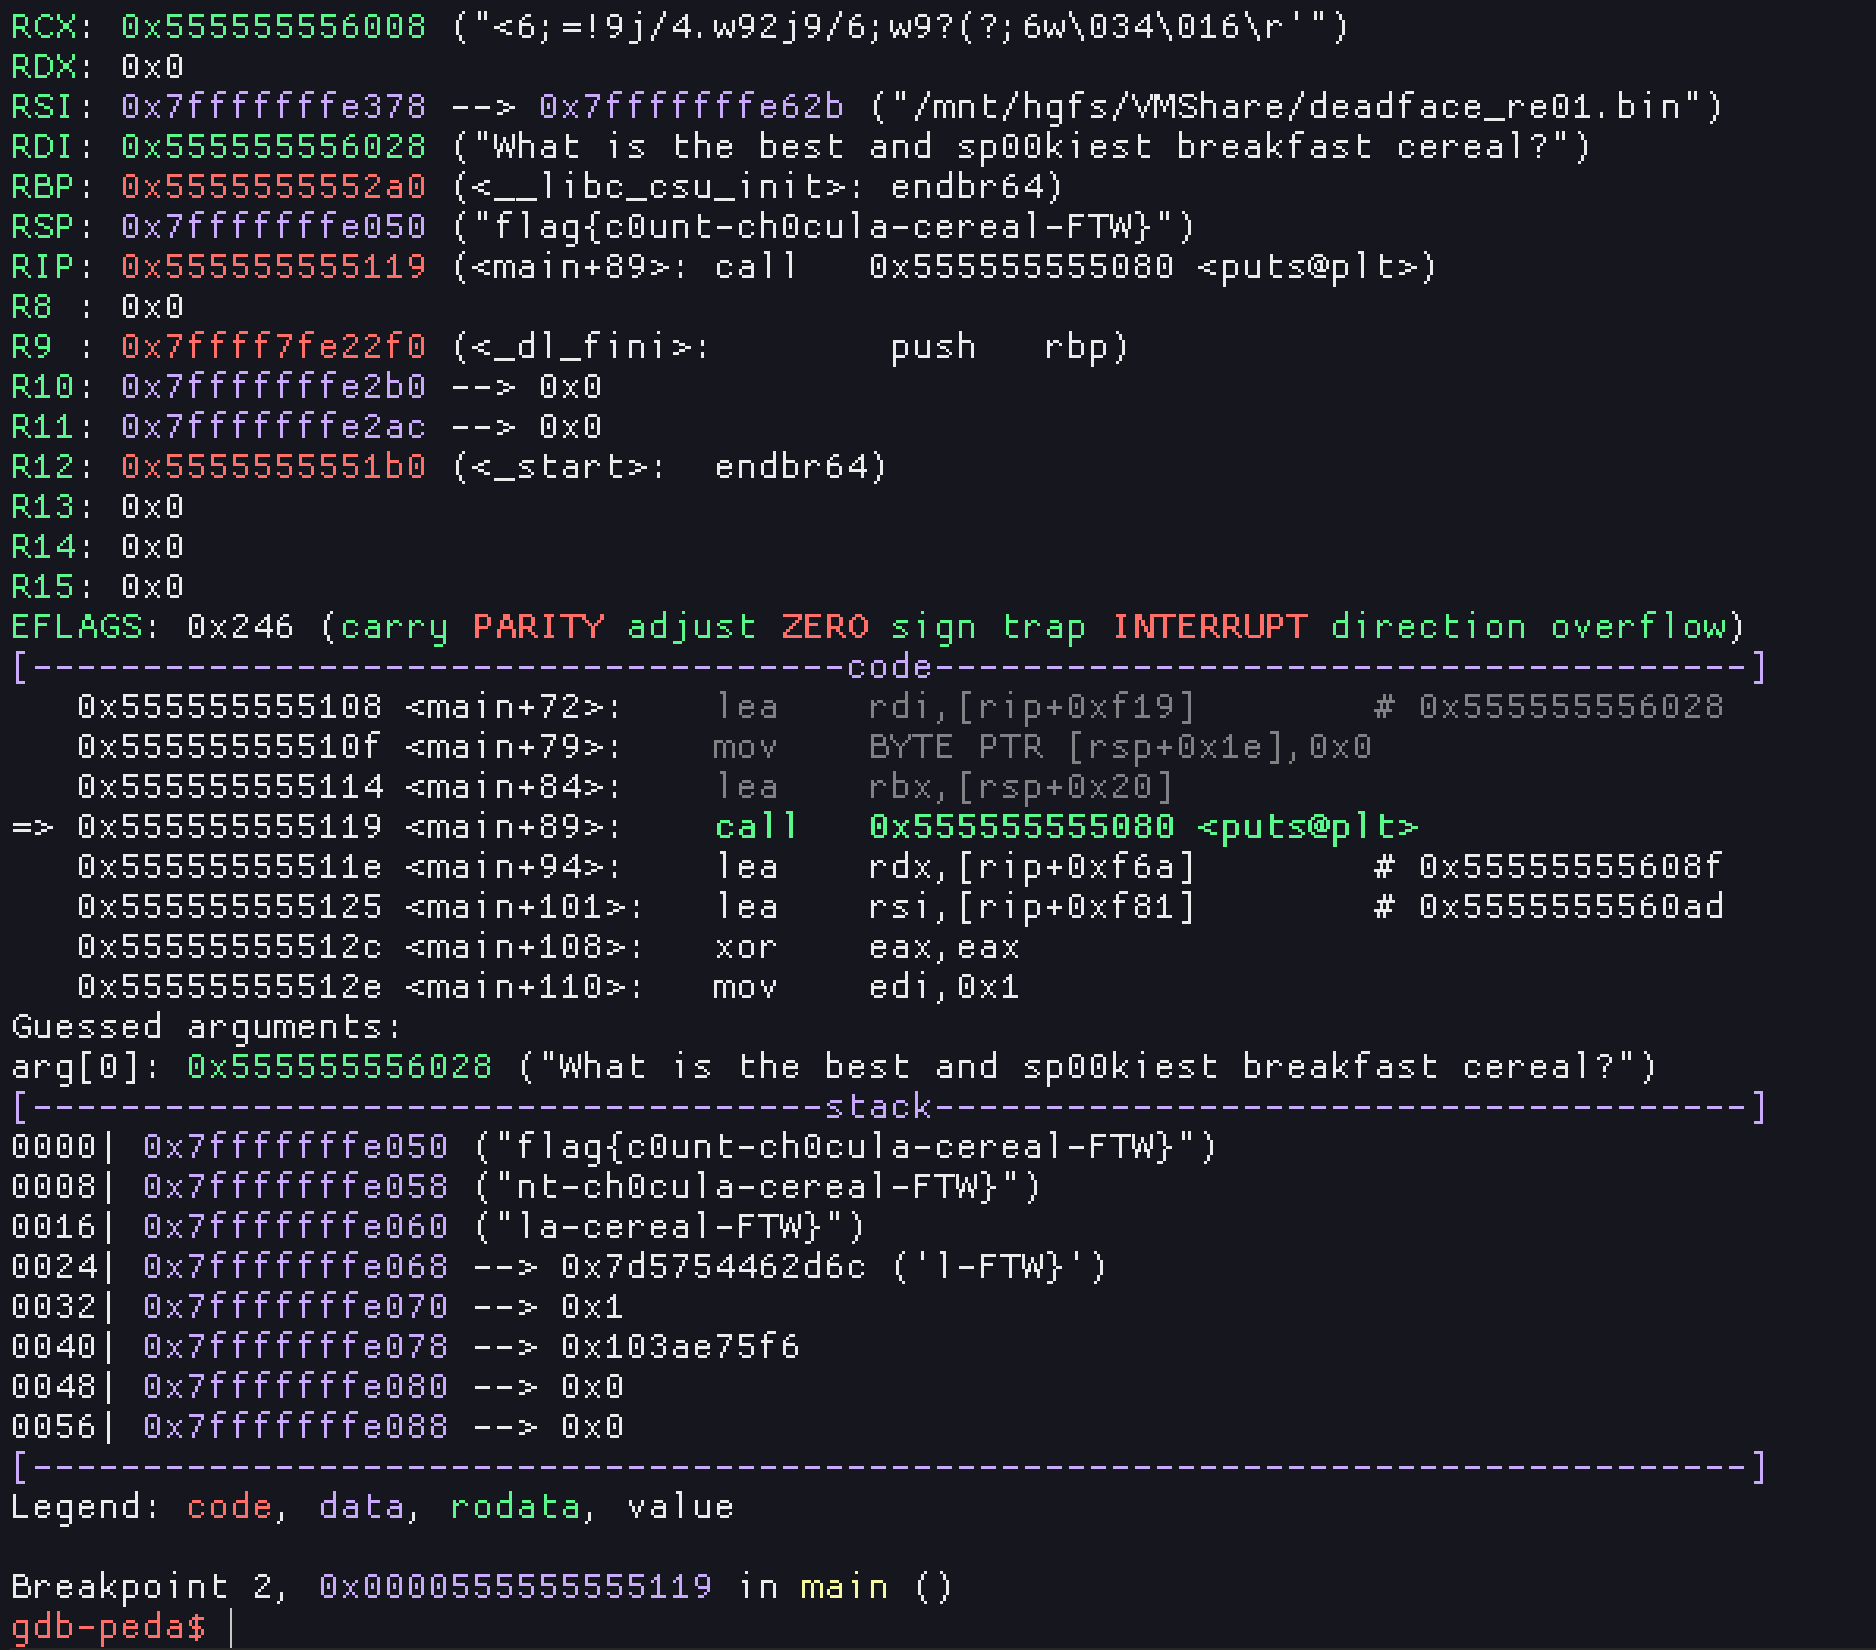 RCX: 0x555555556008 ("<6;=!9j/4.w92j9/6;w9?(?;6w\034\016\r'")
RDX: 0x0
RSI: 0x7fffffffe378 --> 0x7fffffffe62b ("/mnt/hgfs/VMShare/deadface_re01.bin")
RDI: 0x555555556028 ("What is the best and sp00kiest breakfast cereal?")
RBP: 0x5555555552a0 (<__libc_csu_init>: endbr64)
RSP: 0x7fffffffe050 ("flag{c0unt-ch0cula-cereal-FTW}")
RIP: 0x555555555119 (<main+89>: call   0x555555555080 <puts@plt>)
R8 : 0x0
R9 : 0x7ffff7fe22f0 (<_dl_fini>:        push   rbp)
R10: 0x7fffffffe2b0 --> 0x0
R11: 0x7fffffffe2ac --> 0x0
R12: 0x5555555551b0 (<_start>:  endbr64)
R13: 0x0
R14: 0x0
R15: 0x0
EFLAGS: 0x246 (carry PARITY adjust ZERO sign trap INTERRUPT direction overflow)
[-------------------------------------code-------------------------------------]
   0x555555555108 <main+72>:    lea    rdi,[rip+0xf19]        # 0x555555556028
   0x55555555510f <main+79>:    mov    BYTE PTR [rsp+0x1e],0x0
   0x555555555114 <main+84>:    lea    rbx,[rsp+0x20]
=> 0x555555555119 <main+89>:    call   0x555555555080 <puts@plt>
   0x55555555511e <main+94>:    lea    rdx,[rip+0xf6a]        # 0x55555555608f
   0x555555555125 <main+101>:   lea    rsi,[rip+0xf81]        # 0x5555555560ad
   0x55555555512c <main+108>:   xor    eax,eax
   0x55555555512e <main+110>:   mov    edi,0x1
Guessed arguments:
arg[0]: 0x555555556028 ("What is the best and sp00kiest breakfast cereal?")
[------------------------------------stack-------------------------------------]
0000| 0x7fffffffe050 ("flag{c0unt-ch0cula-cereal-FTW}")
0008| 0x7fffffffe058 ("nt-ch0cula-cereal-FTW}")
0016| 0x7fffffffe060 ("la-cereal-FTW}")
0024| 0x7fffffffe068 --> 0x7d5754462d6c ('l-FTW}')
0032| 0x7fffffffe070 --> 0x1
0040| 0x7fffffffe078 --> 0x103ae75f6
0048| 0x7fffffffe080 --> 0x0
0056| 0x7fffffffe088 --> 0x0
[------------------------------------------------------------------------------]
Legend: code, data, rodata, value
Breakpoint 2, 0x0000555555555119 in main ()
gdb-peda$